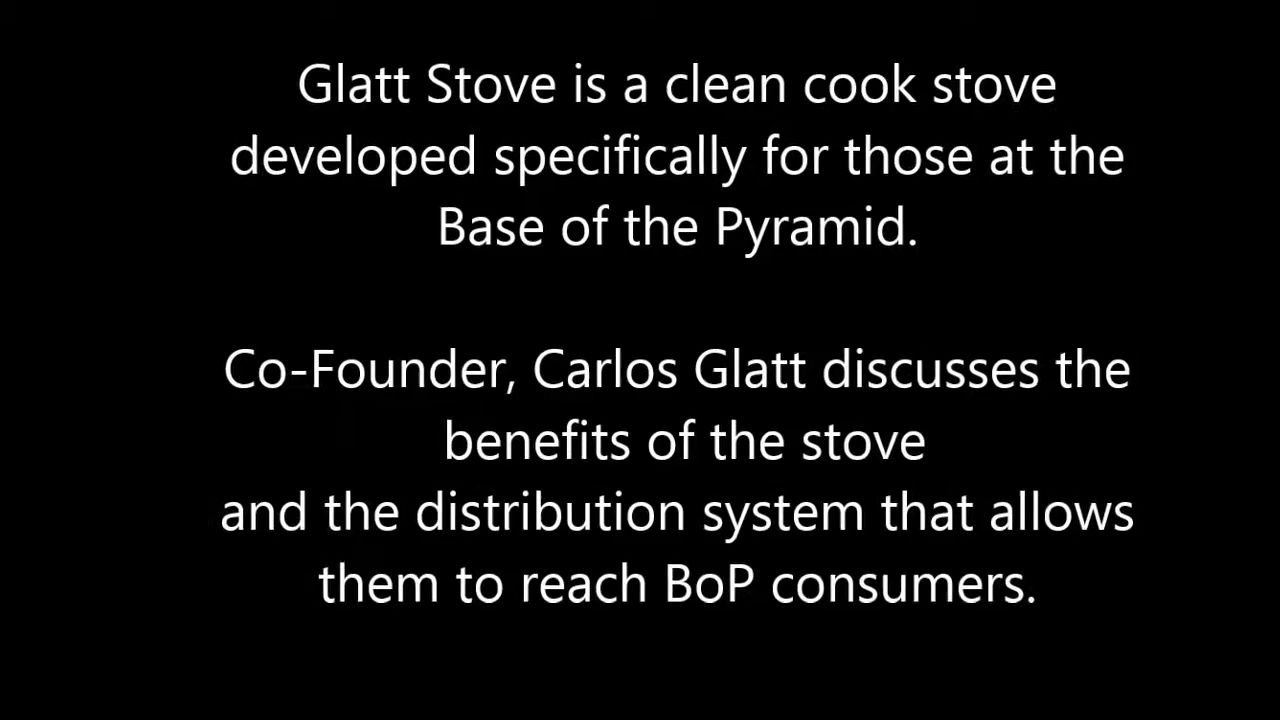 Glatt Stove is a clean cook stove
developed specifically for those at the
Base of the Pyramid.
Co-Founder, Carlos Glatt discusses the
benefits of the stove
and the distribution system that allows
them to reach BoP consumers.